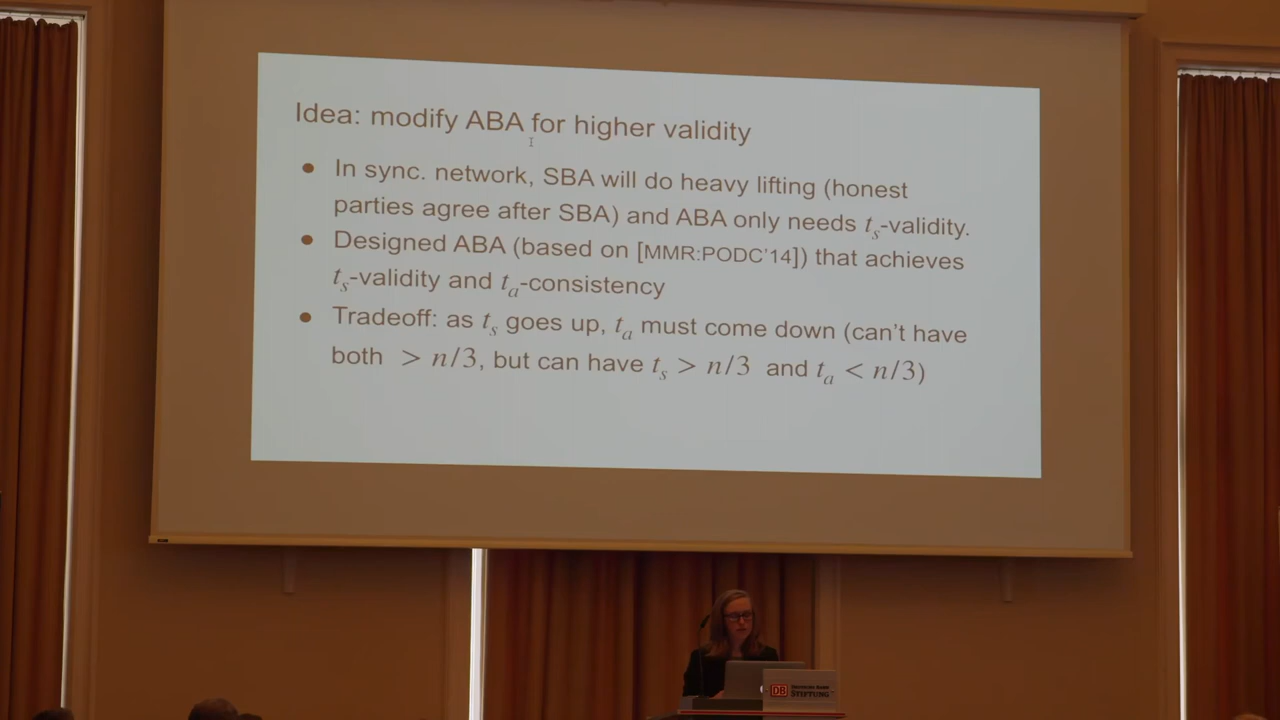 Idea: modify ABA for higher validity
● In sync. network, SBA will do heavy lifting (honest
parties agree after SBA) and ABA only needs tₛ-validity.
● Designed ABA (based on [MMR:PODC'14]) that achieves
tₛ-validity and tₐ-consistency
● Tradeoff: as tₛ goes up, tₐ must come down (can't have
both > n/3, but can have tₛ > n/3 and tₐ < n/3)
DB
STIFTUNG